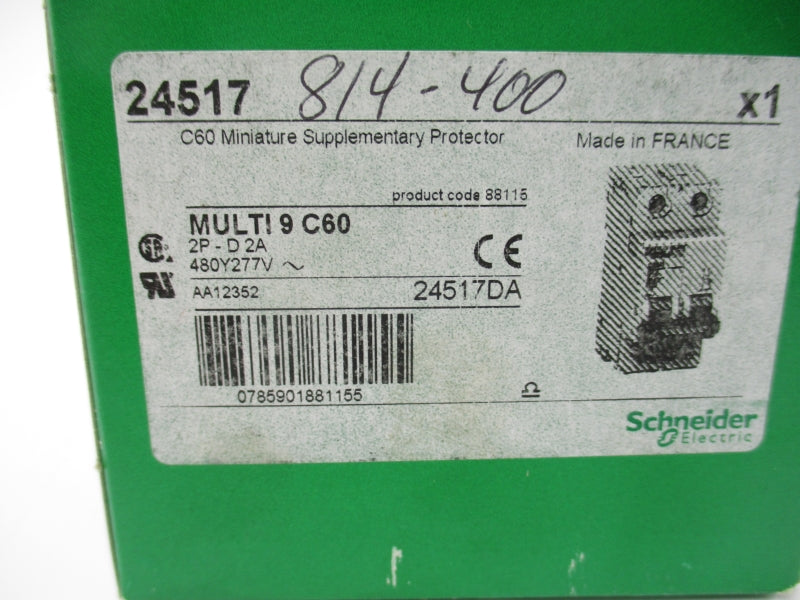 24517 814-400 x1
C60 Miniature Supplementary Protector Made in FRANCE
product code 88115
MULTI 9 C60
2P - D 2A
480Y277V ~
CE
AA12352 24517DA
0785901881155
Schneider
Electric